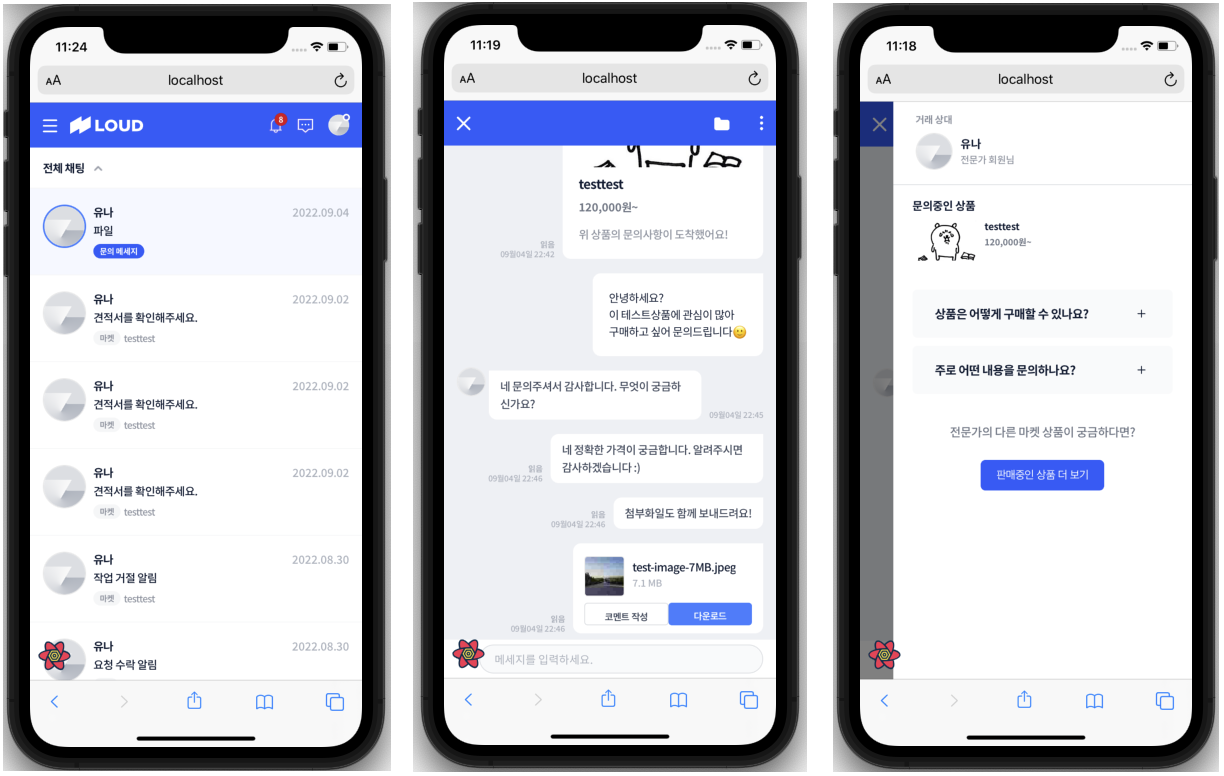 11:24
AA localhost
LOUD
8
전체 채팅
유나 2022.09.04
파일
문의 메세지
유나 2022.09.02
견적서를 확인해주세요.
마켓 testtest
유나 2022.09.02
견적서를 확인해주세요.
마켓 testtest
유나 2022.09.02
견적서를 확인해주세요.
마켓 testtest
유나 2022.08.30
작업 거절 알림
마켓 testtest
유나 2022.08.30
요청 수락 알림
11:19
AA localhost
testtest
120,000원~
위 상품의 문의사항이 도착했어요!
읽음
09월04일 22:42
안녕하세요?
이 테스트상품에 관심이 많아
구매하고 싶어 문의드립니다🙂
네 문의주셔서 감사합니다. 무엇이 궁금하
신가요?
09월04일 22:45
네 정확한 가격이 궁금합니다. 알려주시면
감사하겠습니다 :)
읽음
09월04일 22:46
첨부화일도 함께 보내드려요!
읽음
09월04일 22:46
test-image-7MB.jpeg
7.1 MB
코멘트 작성 다운로드
읽음
09월04일 22:46
메세지를 입력하세요.
11:18
AA localhost
거래 상대
유나
전문가 회원님
문의중인 상품
testtest
120,000원~
상품은 어떻게 구매할 수 있나요? +
주로 어떤 내용을 문의하나요? +
전문가의 다른 마켓 상품이 궁금하다면?
판매중인 상품 더 보기